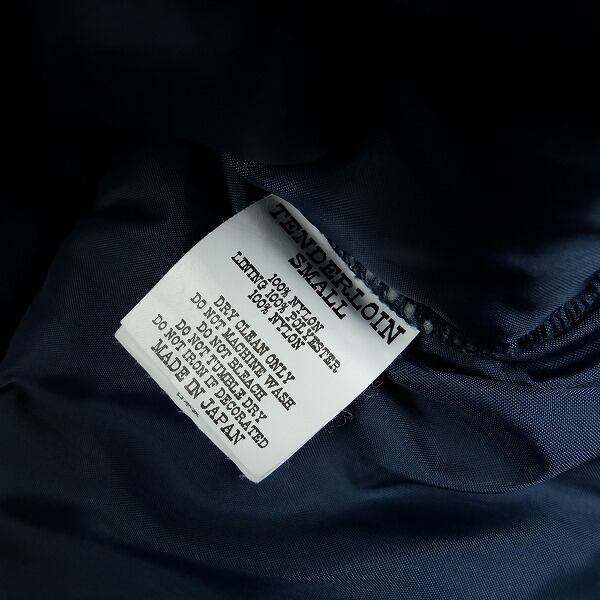 TENDERLOIN
SMALL
100% NYLON
LINING 100% POLYESTER
100% NYLON
DRY CLEAN ONLY
DO NOT MACHINE WASH
DO NOT BLEACH
DO NOT TUMBLE DRY
DO NOT IRON IF DECORATED
MADE IN JAPAN